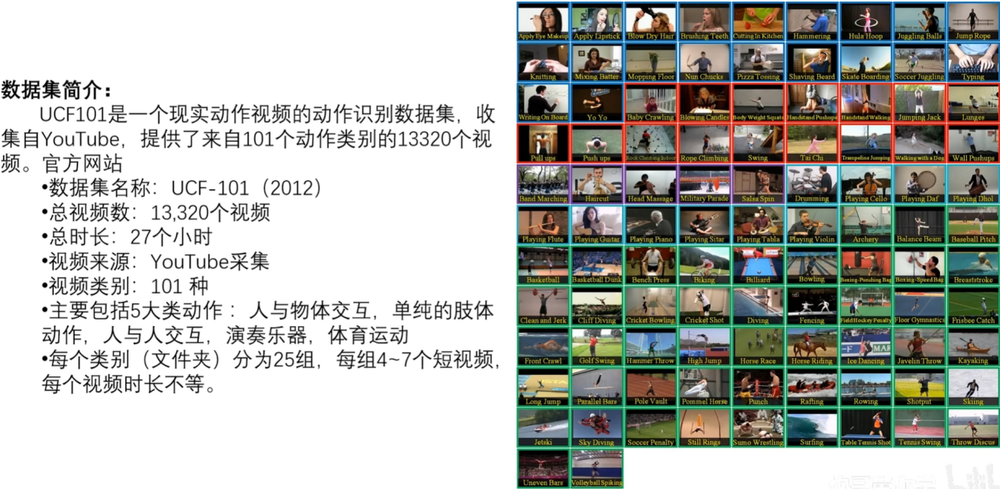 数据集简介：
UCF101是一个现实动作视频的动作识别数据集，收
集自YouTube，提供了来自101个动作类别的13320个视
频。官方网站
•数据集名称：UCF-101（2012）
•总视频数：13,320个视频
•总时长：27个小时
•视频来源：YouTube采集
•视频类别：101 种
•主要包括5大类动作 ：人与物体交互，单纯的肢体
动作，人与人交互，演奏乐器，体育运动
•每个类别（文件夹）分为25组，每组4~7个短视频，
每个视频时长不等。
Apply Eye Makeup Apply Lipstick Blow Dry Hair Brushing Teeth Cutting In Kitchen Hammering Hula Hoop Juggling Balls Jump Rope
Knitting Mixing Batter Mopping Floor Nun Chucks Pizza Tossing Shaving Beard Skate Boarding Soccer Juggling Typing
Writing On Board Yo Yo Baby Crawling Blowing Candles Body Weight Squats Handstand Pushups Handstand Walking Jumping Jack Lunges
Pull ups Push ups Rock Climbing Indoor Rope Climbing Swing Tai Chi Trampoline Jumping Walking with a Dog Wall Pushups
Band Marching Haircut Head Massage Military Parade Salsa Spin Drumming Playing Cello Playing Daf Playing Dhol
Playing Flute Playing Guitar Playing Piano Playing Sitar Playing Tabla Playing Violin Archery Balance Beam Baseball Pitch
Basketball Basketball Dunk Bench Press Biking Billiard Bowling Boxing-Punching Bag Boxing-Speed Bag Breaststroke
Clean and Jerk Cliff Diving Cricket Bowling Cricket Shot Diving Fencing Field Hockey Penalty Floor Gymnastics Frisbee Catch
Front Crawl Golf Swing Hammer Throw High Jump Horse Race Horse Riding Ice Dancing Javelin Throw Kayaking
Long Jump Parallel Bars Pole Vault Pommel Horse Punch Rafting Rowing Shotput Skiing
Jetski Sky Diving Soccer Penalty Still Rings Sumo Wrestling Surfing Table Tennis Shot Tennis Swing Throw Discus
Uneven Bars Volleyball Spiking